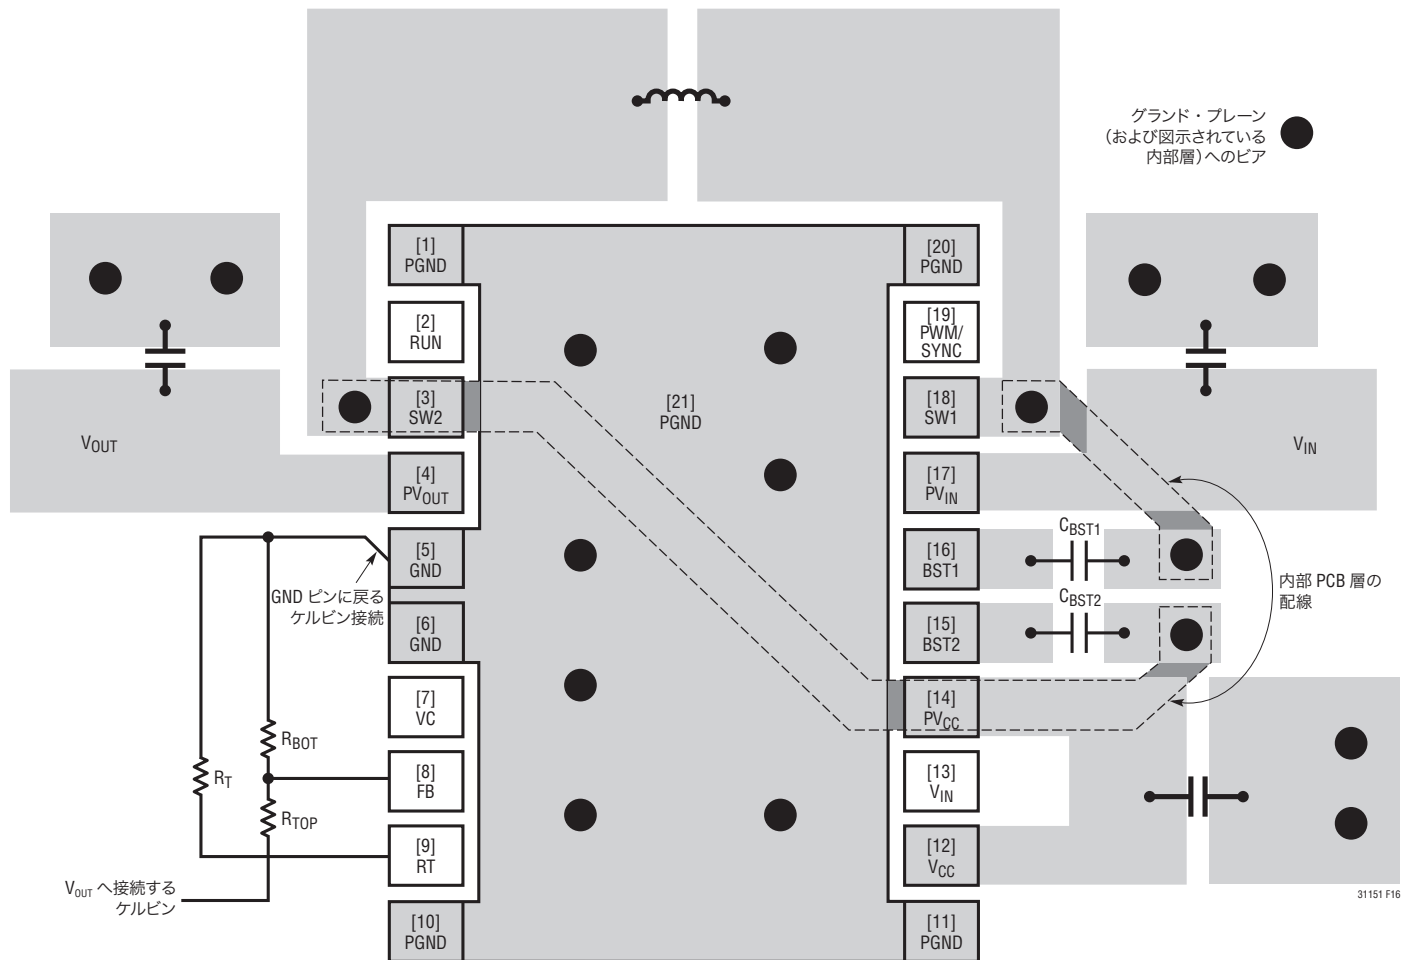 グランド・プレーン
(および図示されている
内部層)へのビア
[1]
PGND
[20]
PGND
[2]
RUN
[19]
PWM/
SYNC
[3]
SW2
[21]
PGND
[18]
SW1
VOUT
VIN
[4]
PVOUT
[17]
PVIN
[5]
GND
[16]
BST1
CBST1
GND ピンに戻る
ケルビン接続
内部 PCB 層の
配線
[6]
GND
[15]
BST2
CBST2
[7]
VC
[14]
PVCC
RBOT
RT
[8]
FB
[13]
VIN
RTOP
[9]
RT
[12]
VCC
VOUT へ接続する
ケルビン
31151 F16
[10]
PGND
[11]
PGND